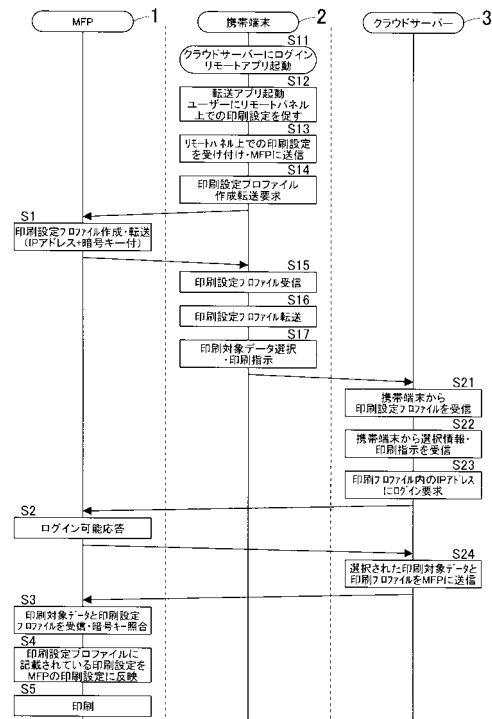 MFP
1
携帯端末
2
クラウドサーバー
3
S11
クラウドサーバーにログイン
リモートアプリ起動
S12
転送アプリ起動
ユーザーにリモートパネル
上での印刷設定を促す
S13
リモートパネル上での印刷設定
を受け付け・MFPに送信
S14
印刷設定プロファイル
作成転送要求
S1
印刷設定プロファイル作成・転送
(IPアドレス+暗号キー付)
S15
印刷設定プロファイル受信
S16
印刷設定プロファイル転送
S17
印刷対象データ選択
・印刷指示
S21
携帯端末から
印刷設定プロファイルを受信
S22
携帯端末から選択情報・
印刷指示を受信
S23
印刷プロファイル内のIPアドレス
にログイン要求
S2
ログイン可能応答
S24
選択された印刷対象データと
印刷プロファイルをMFPに送信
S3
印刷対象データと印刷設定
プロファイルを受信・暗号キー照合
S4
印刷設定プロファイルに
記載されている印刷設定を
MFPの印刷設定に反映
S5
印刷